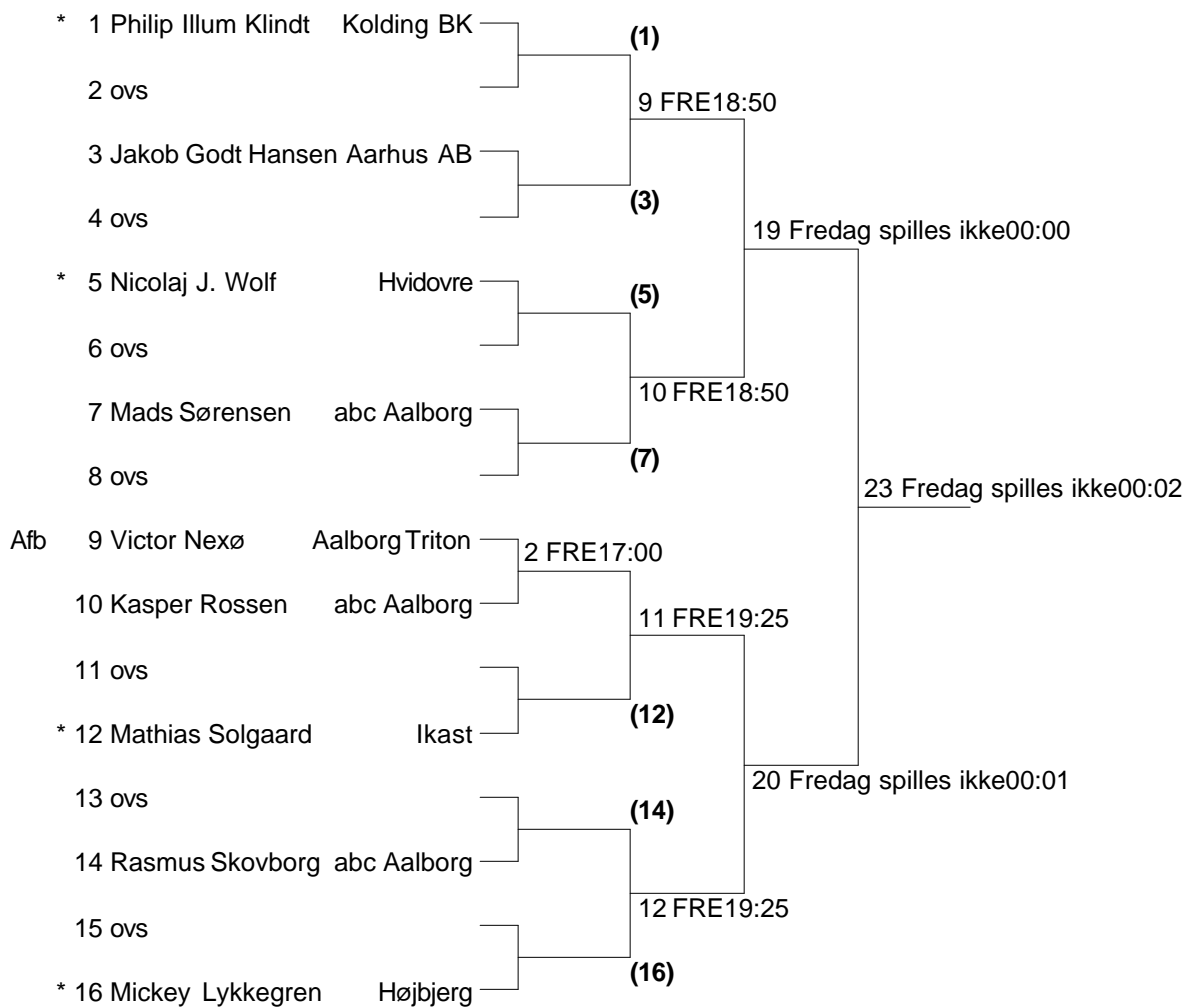 * 1 Philip Illum Klindt Kolding BK
(1)
2 ovs
9 FRE18:50
3 Jakob Godt Hansen Aarhus AB
(3)
4 ovs
19 Fredag spilles ikke00:00
* 5 Nicolaj J. Wolf Hvidovre
(5)
6 ovs
10 FRE18:50
7 Mads Sørensen abc Aalborg
(7)
8 ovs
23 Fredag spilles ikke00:02
Afb 9 Victor Nexø Aalborg Triton
2 FRE17:00
10 Kasper Rossen abc Aalborg
11 FRE19:25
11 ovs
(12)
* 12 Mathias Solgaard Ikast
20 Fredag spilles ikke00:01
13 ovs
(14)
14 Rasmus Skovborg abc Aalborg
12 FRE19:25
15 ovs
(16)
* 16 Mickey Lykkegren Højbjerg